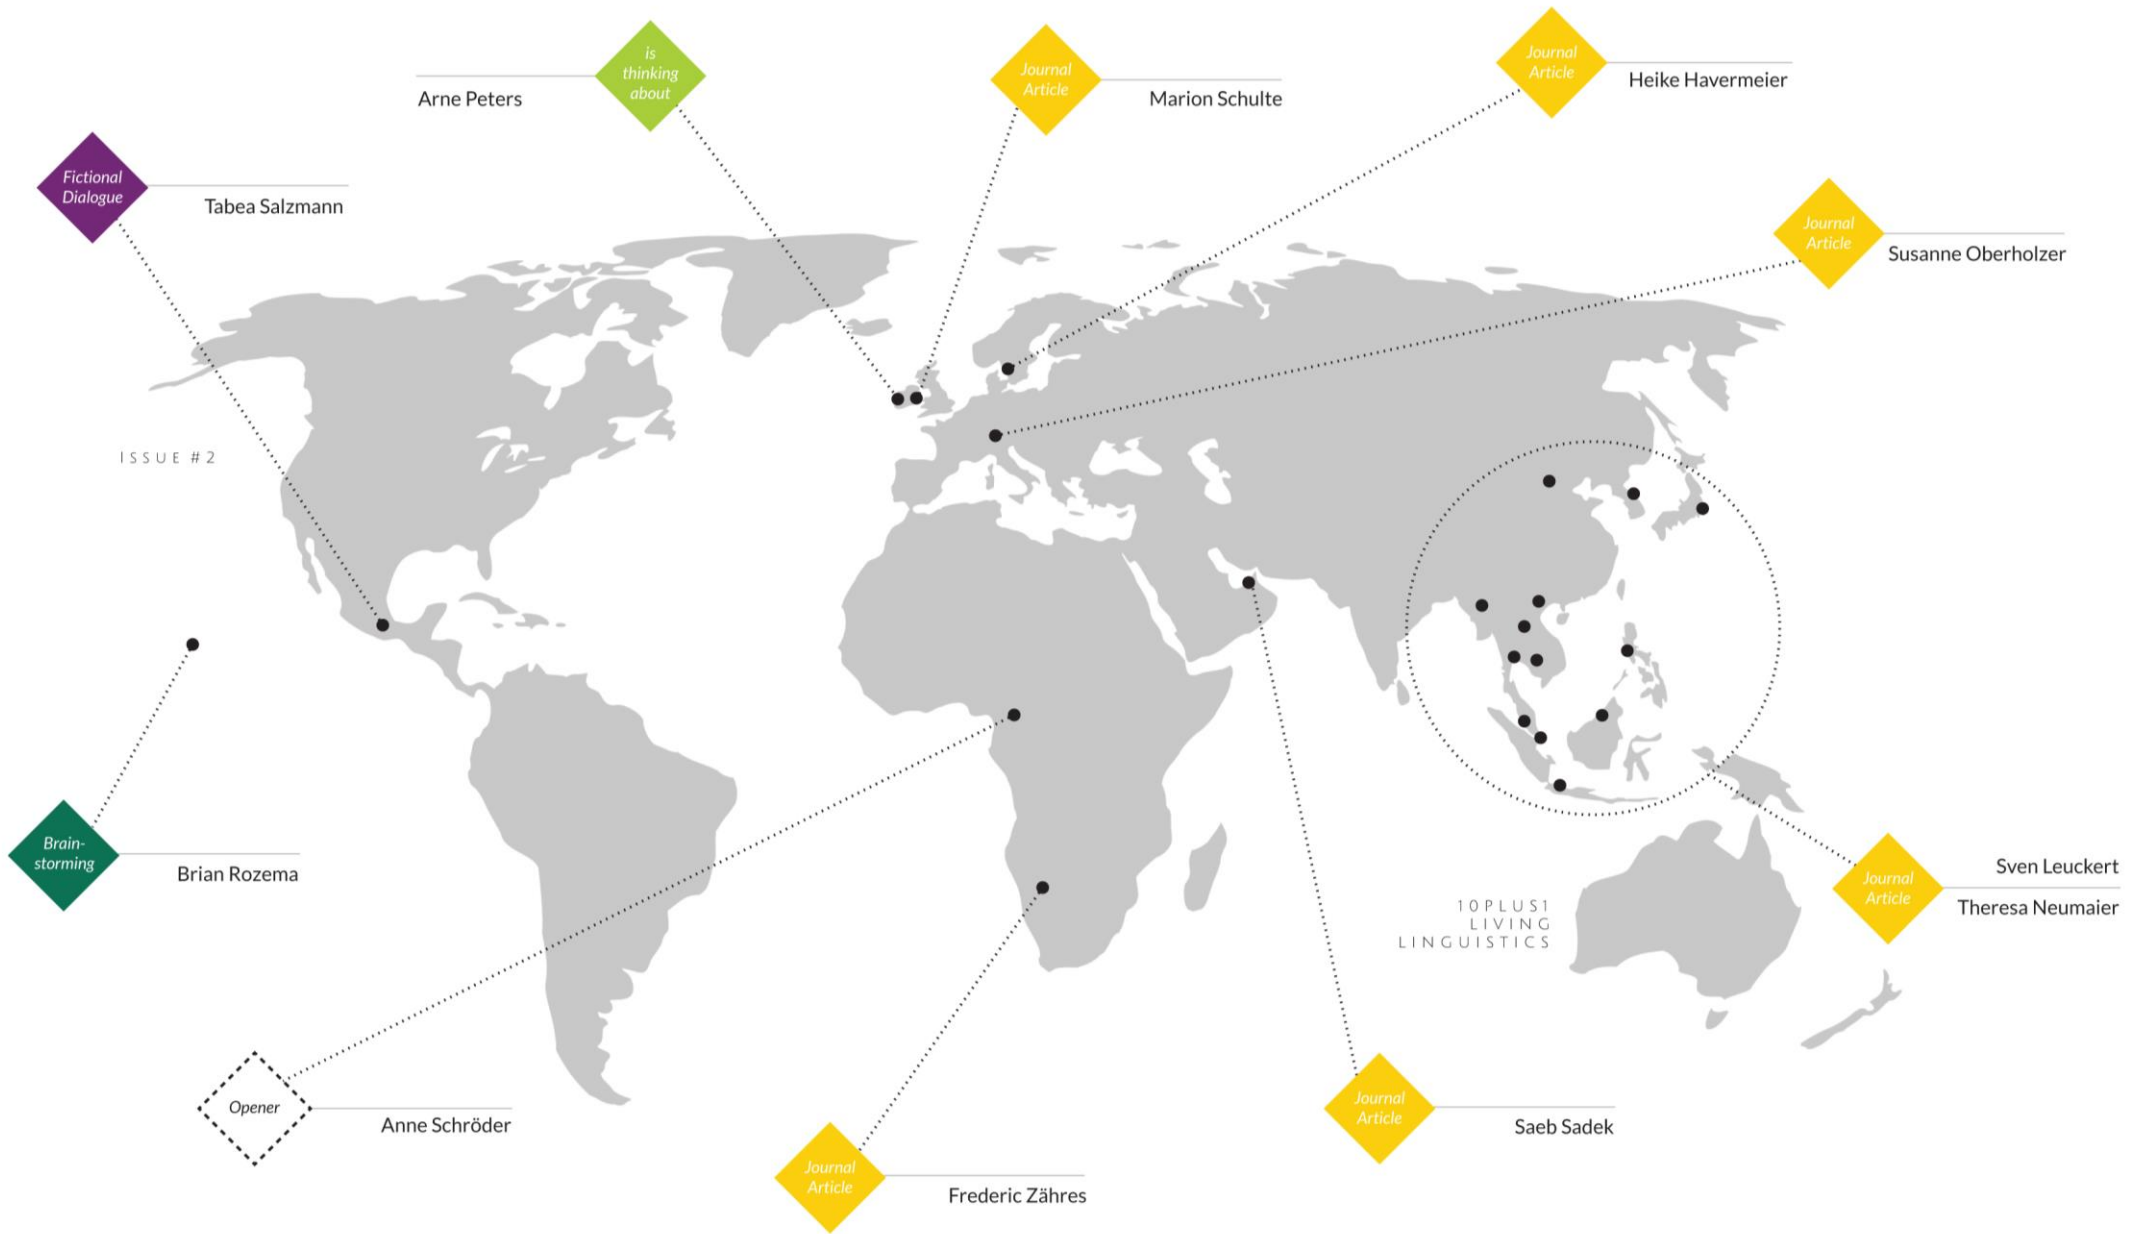 is
thinking
about
Arne Peters
Journal
Article
Marion Schulte
Journal
Article
Heike Havermeier
Fictional
Dialogue
Tabea Salzmann
Journal
Article
Susanne Oberholzer
ISSUE #2
Brain-
storming
Brian Rozema
10PLUS1
LIVING
LINGUISTICS
Journal
Article
Sven Leuckert
Theresa Neumaier
Opener
Anne Schröder
Journal
Article
Saeb Sadek
Journal
Article
Frederic Zähres